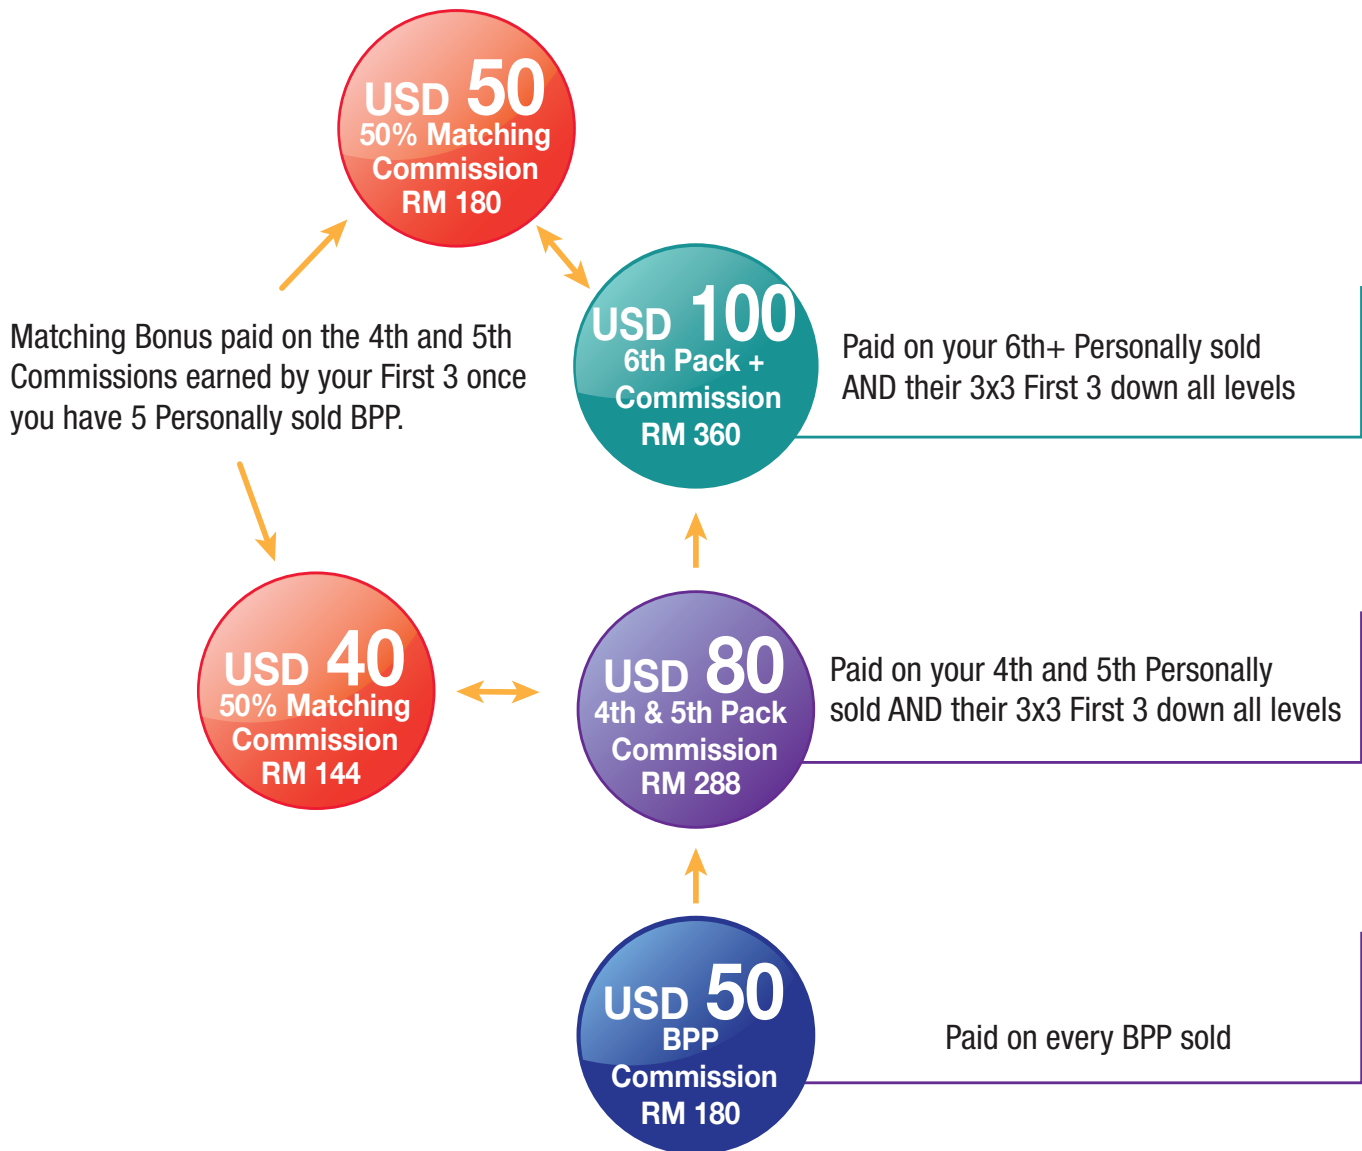 USD 50
50% Matching
Commission
RM 180
USD 100
6th Pack +
Commission
RM 360
Paid on your 6th+ Personally sold
AND their 3x3 First 3 down all levels
Matching Bonus paid on the 4th and 5th
Commissions earned by your First 3 once
you have 5 Personally sold BPP.
USD 40
50% Matching
Commission
RM 144
USD 80
4th & 5th Pack
Commission
RM 288
Paid on your 4th and 5th Personally
sold AND their 3x3 First 3 down all levels
USD 50
BPP
Commission
RM 180
Paid on every BPP sold